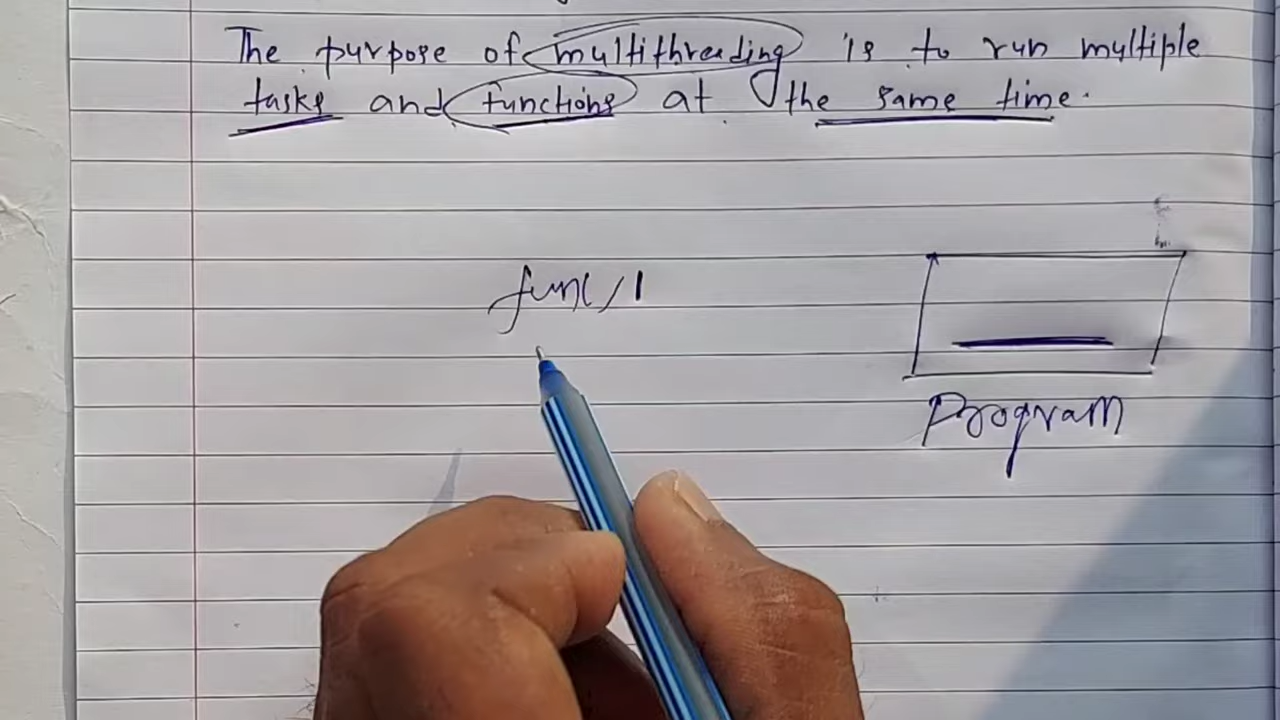 The purpose of multithreading is to run multiple
tasks and functions at the same time.
func/1
Program